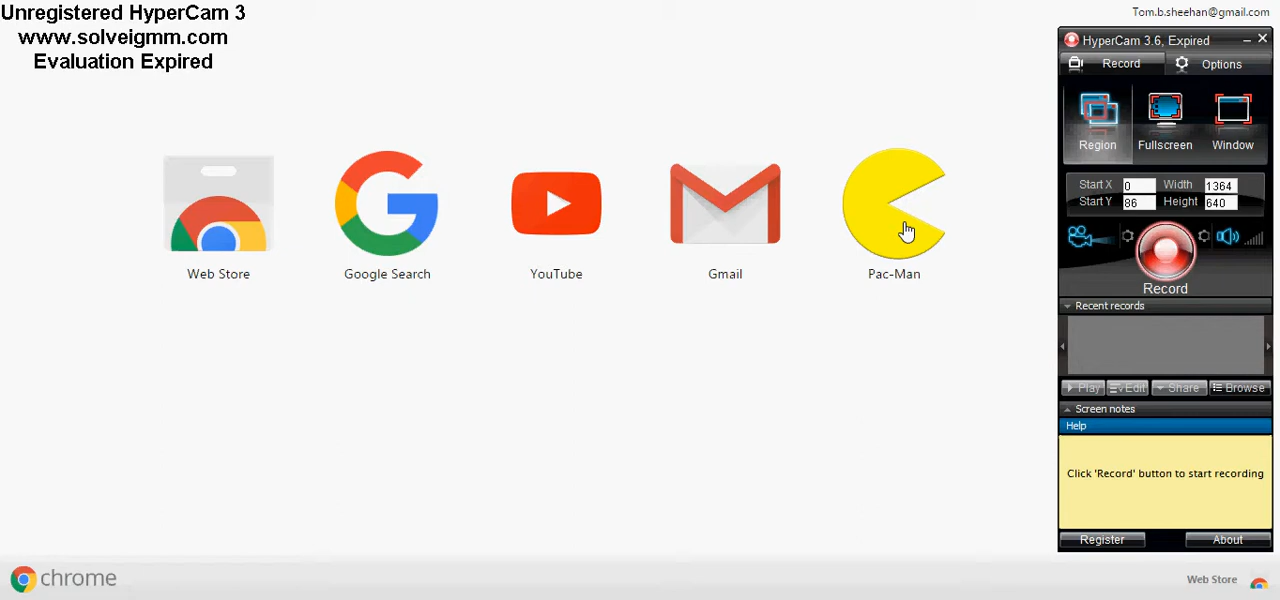 Unregistered HyperCam 3
www.solveigmm.com
Evaluation Expired
Tom.b.sheehan@gmail.com
HyperCam 3.6, Expired
Record
Options
Region
Fullscreen
Window
Start X 0 Width 1364
Start Y 86 Height 640
Record
Recent records
Play Edit Share Browse
Screen notes
Help
Click 'Record' button to start recording
Register
About
Web Store
Google Search
YouTube
Gmail
Pac-Man
chrome
Web Store